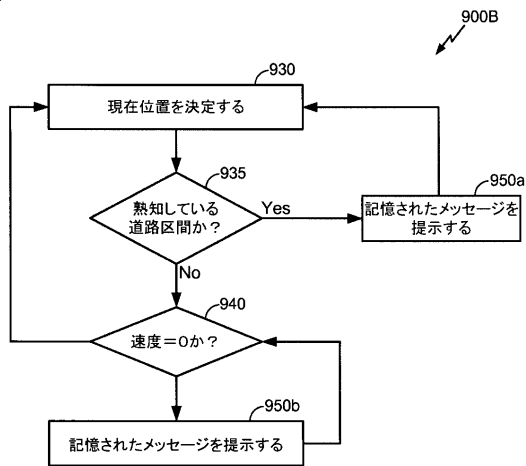 900B
930
現在位置を決定する
935
熟知している
道路区間か?
Yes
950a
記憶されたメッセージを
提示する
No
940
速度=0か?
950b
記憶されたメッセージを提示する